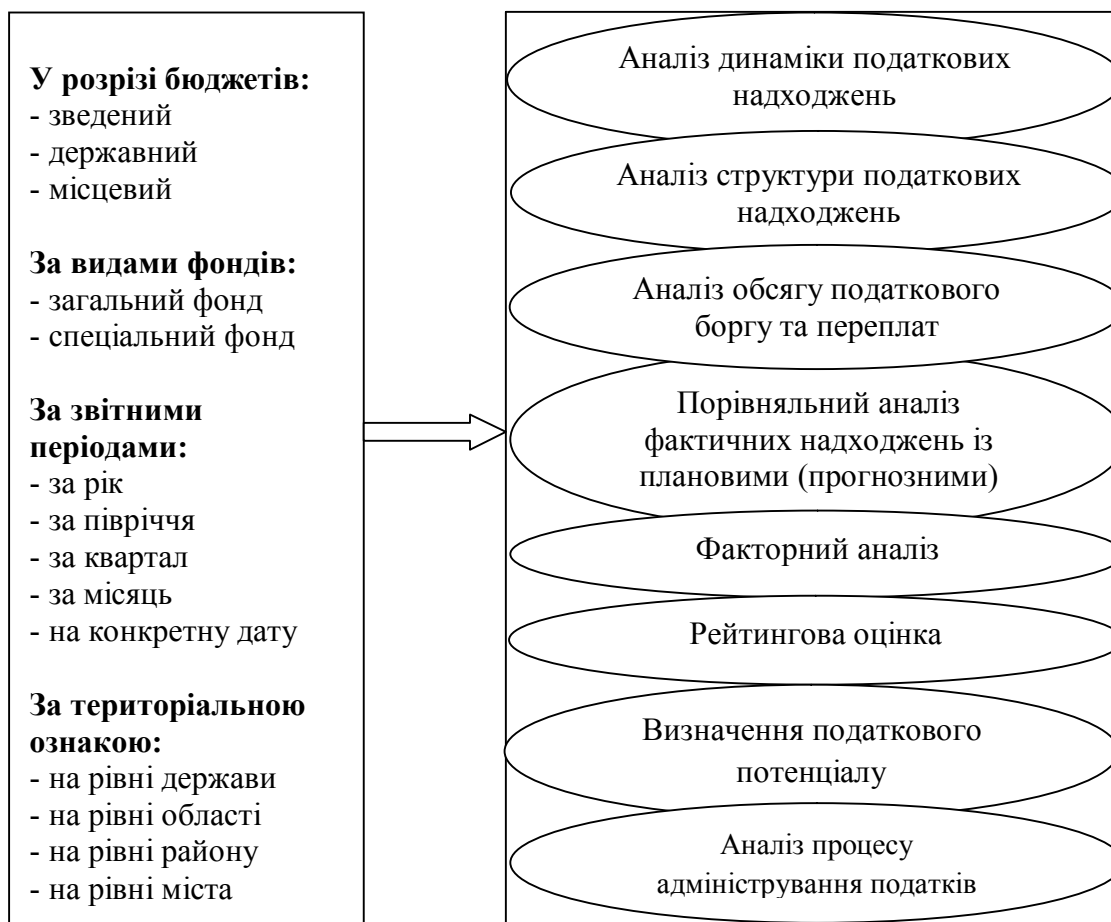 У розрізі бюджетів:
- зведений
- державний
- місцевий
За видами фондів:
- загальний фонд
- спеціальний фонд
За звітними
періодами:
- за рік
- за півріччя
- за квартал
- за місяць
- на конкретну дату
За територіальною
ознакою:
- на рівні держави
- на рівні області
- на рівні району
- на рівні міста
Аналіз динаміки податкових
надходжень
Аналіз структури податкових
надходжень
Аналіз обсягу податкового
боргу та переплат
Порівняльний аналіз
фактичних надходжень із
плановими (прогнозними)
Факторний аналіз
Рейтингова оцінка
Визначення податкового
потенціалу
Аналіз процесу
адміністрування податків